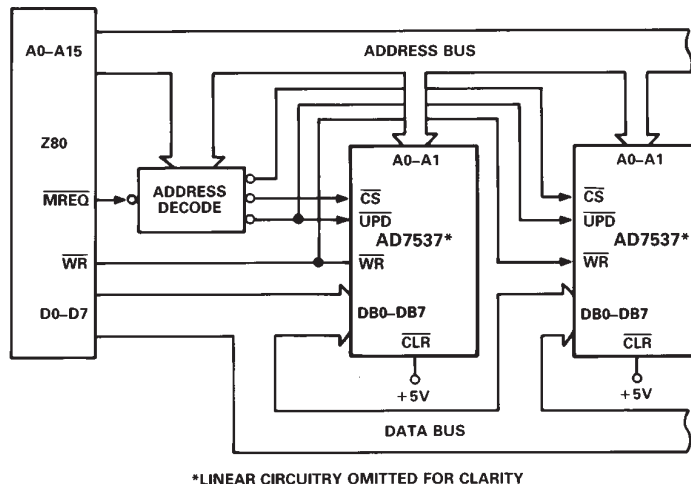 A0–A15
ADDRESS BUS
Z80
A0–A1
A0–A1
MREQ
ADDRESS
DECODE
CS
UPD
AD7537*
WR
CS
UPD
AD7537*
WR
WR
D0–D7
DB0–DB7
DB0–DB7
CLR
CLR
+5V
+5V
DATA BUS
*LINEAR CIRCUITRY OMITTED FOR CLARITY